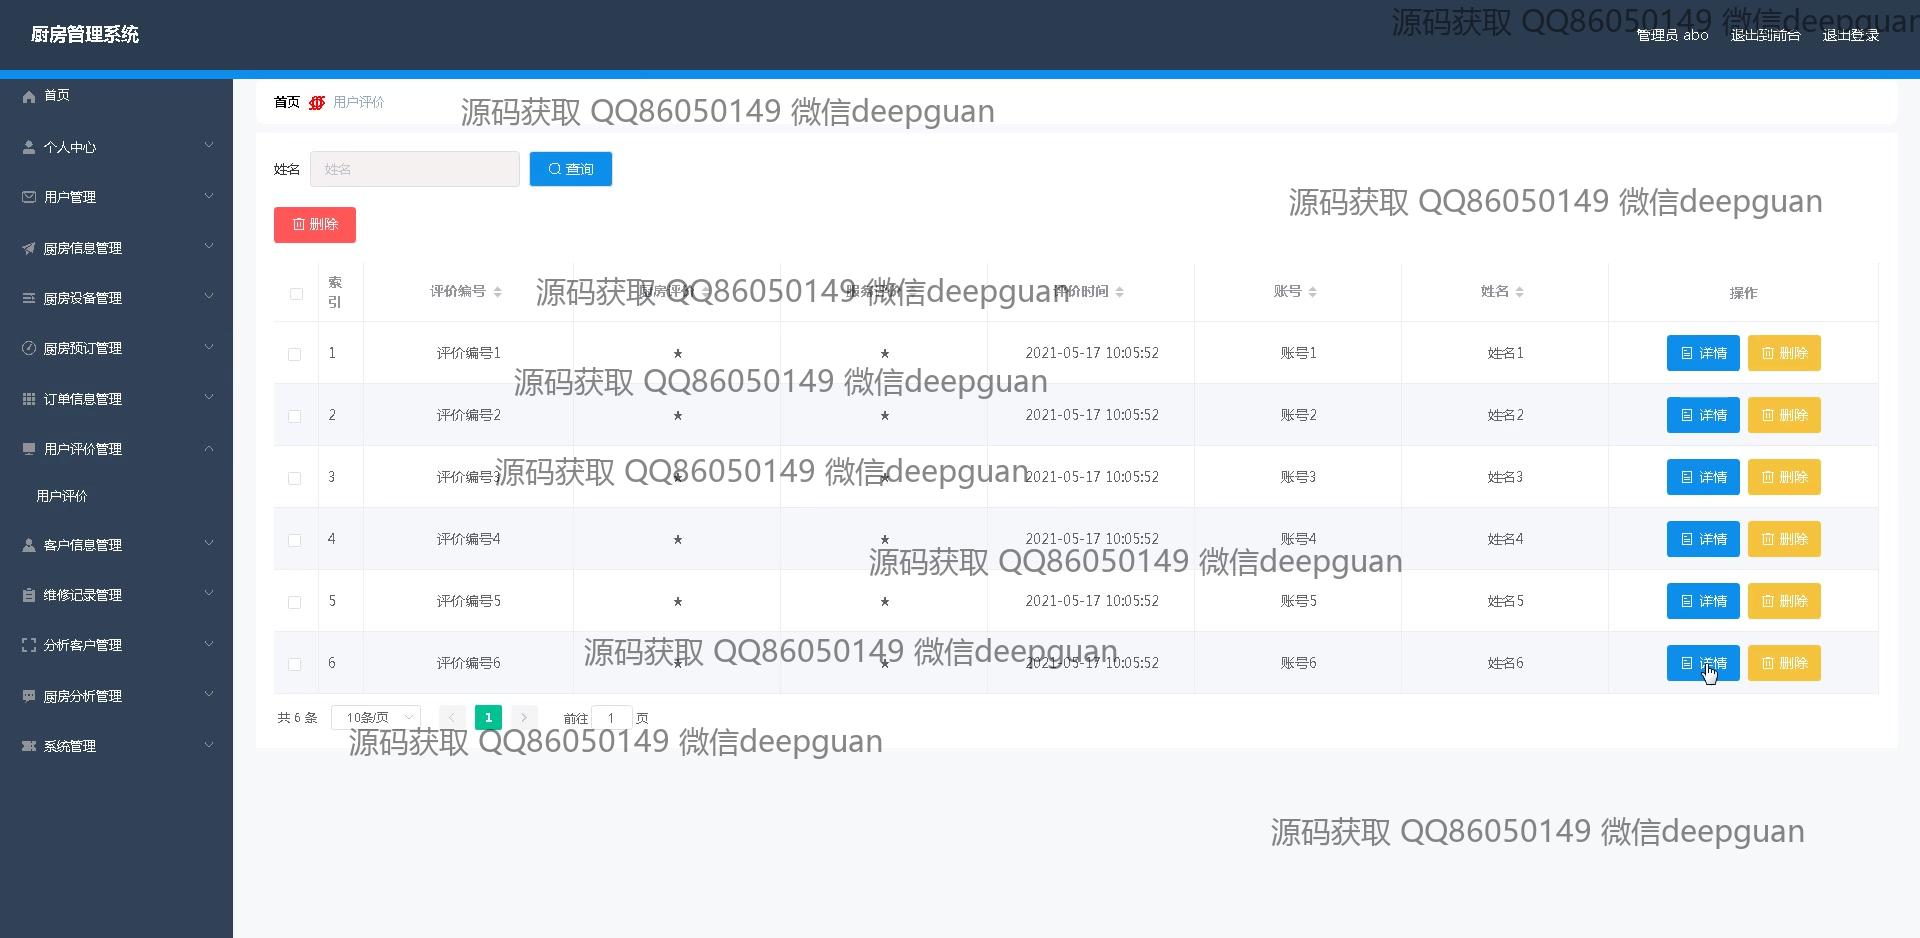 厨房管理系统
源码获取 QQ86050149 微信deepguan
管理员 abo 退出到前台 退出登录
首页
个人中心
用户管理
厨房信息管理
厨房设备管理
厨房预订管理
订单信息管理
用户评价管理
用户评价
客户信息管理
维修记录管理
分析客户管理
厨房分析管理
系统管理
首页 用户评价
源码获取 QQ86050149 微信deepguan
姓名 姓名 查询
源码获取 QQ86050149 微信deepguan
删除
索引 评价编号 厨房评价 服务评价 评价时间 账号 姓名 操作
源码获取 QQ86050149 微信deepguan
1 评价编号1 ★ ★ 2021-05-17 10:05:52 账号1 姓名1 详情 删除
源码获取 QQ86050149 微信deepguan
2 评价编号2 ★ ★ 2021-05-17 10:05:52 账号2 姓名2 详情 删除
3 评价编号3 ★ ★ 2021-05-17 10:05:52 账号3 姓名3 详情 删除
源码获取 QQ86050149 微信deepguan
4 评价编号4 ★ ★ 2021-05-17 10:05:52 账号4 姓名4 详情 删除
源码获取 QQ86050149 微信deepguan
5 评价编号5 ★ ★ 2021-05-17 10:05:52 账号5 姓名5 详情 删除
源码获取 QQ86050149 微信deepguan
6 评价编号6 ★ ★ 2021-05-17 10:05:52 账号6 姓名6 详情 删除
共 6 条 10条/页 1 前往 1 页
源码获取 QQ86050149 微信deepguan
源码获取 QQ86050149 微信deepguan